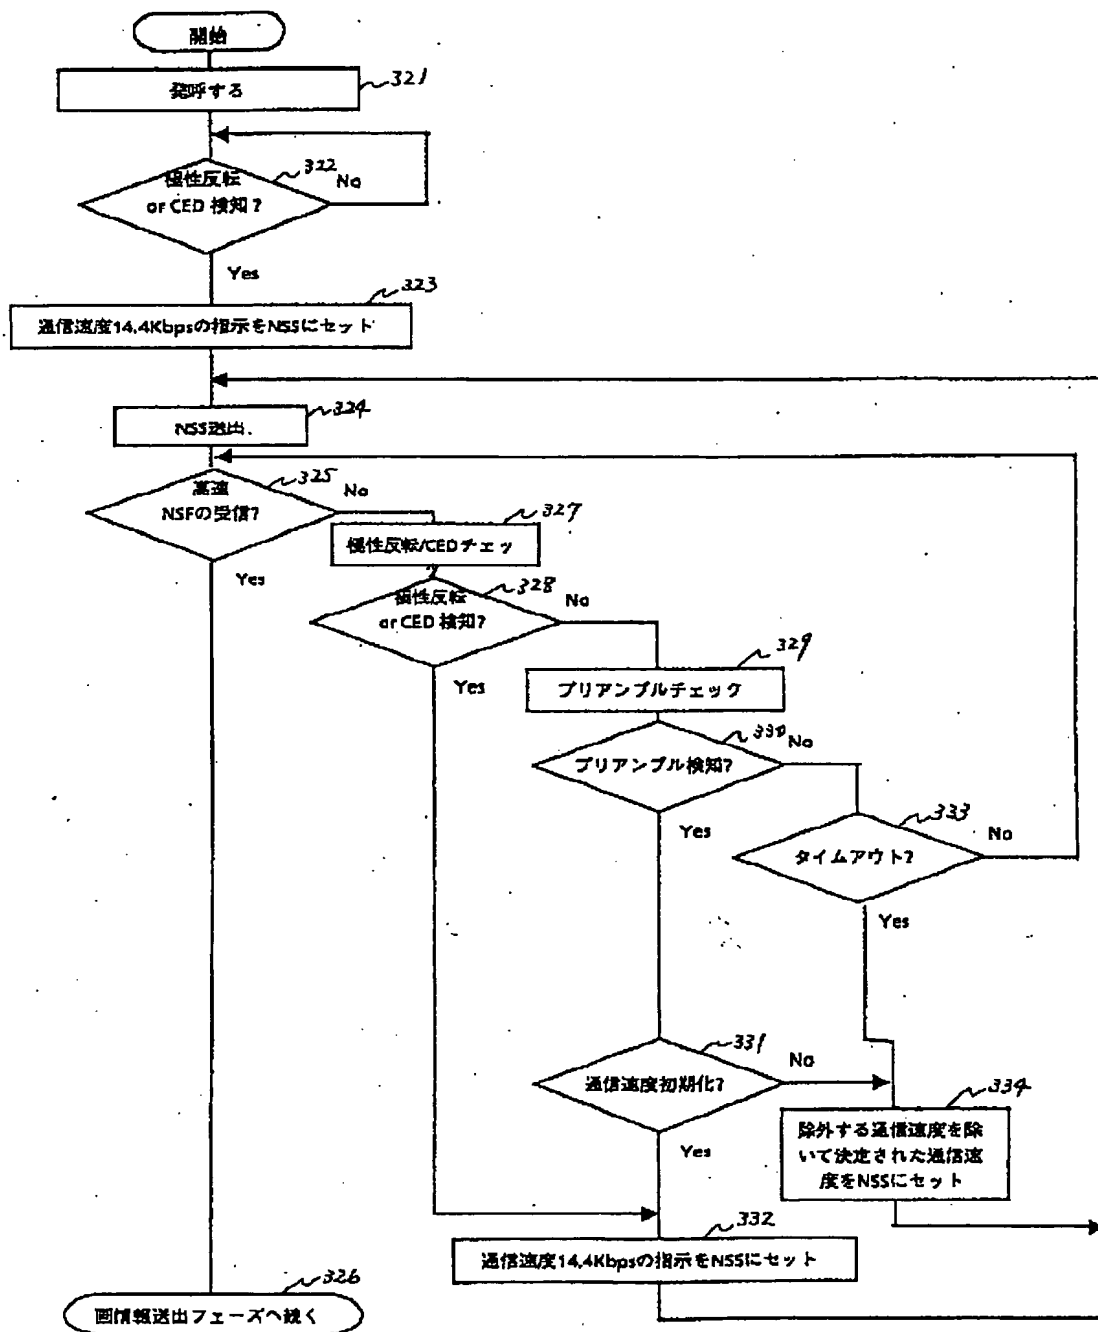 開始
発呼する
321
極性反転
or CED 検知?
322
No
Yes
323
通信速度14.4Kbpsの指示をNSSにセット
324
NSS送出
高速
NSFの受信?
325
No
Yes
327
極性反転/CEDチェッ
極性反転
or CED 検知?
328
No
Yes
329
プリアンブルチェック
プリアンブル検知?
330
No
Yes
333
タイムアウト?
No
Yes
331
通信速度初期化?
No
Yes
334
除外する通信速度を除
いて決定された通信速
度をNSSにセット
332
通信速度14.4Kbpsの指示をNSSにセット
326
画情報送出フェーズへ続く